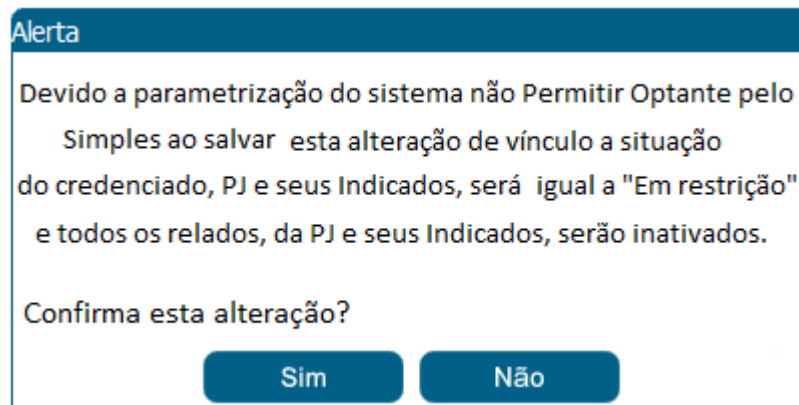 Alerta
Devido a parametrização do sistema não Permitir Optante pelo
Simples ao salvar esta alteração de vínculo a situação
do credenciado, PJ e seus Indicados, será igual a "Em restrição"
e todos os relados, da PJ e seus Indicados, serão inativados.
Confirma esta alteração?
Sim Não